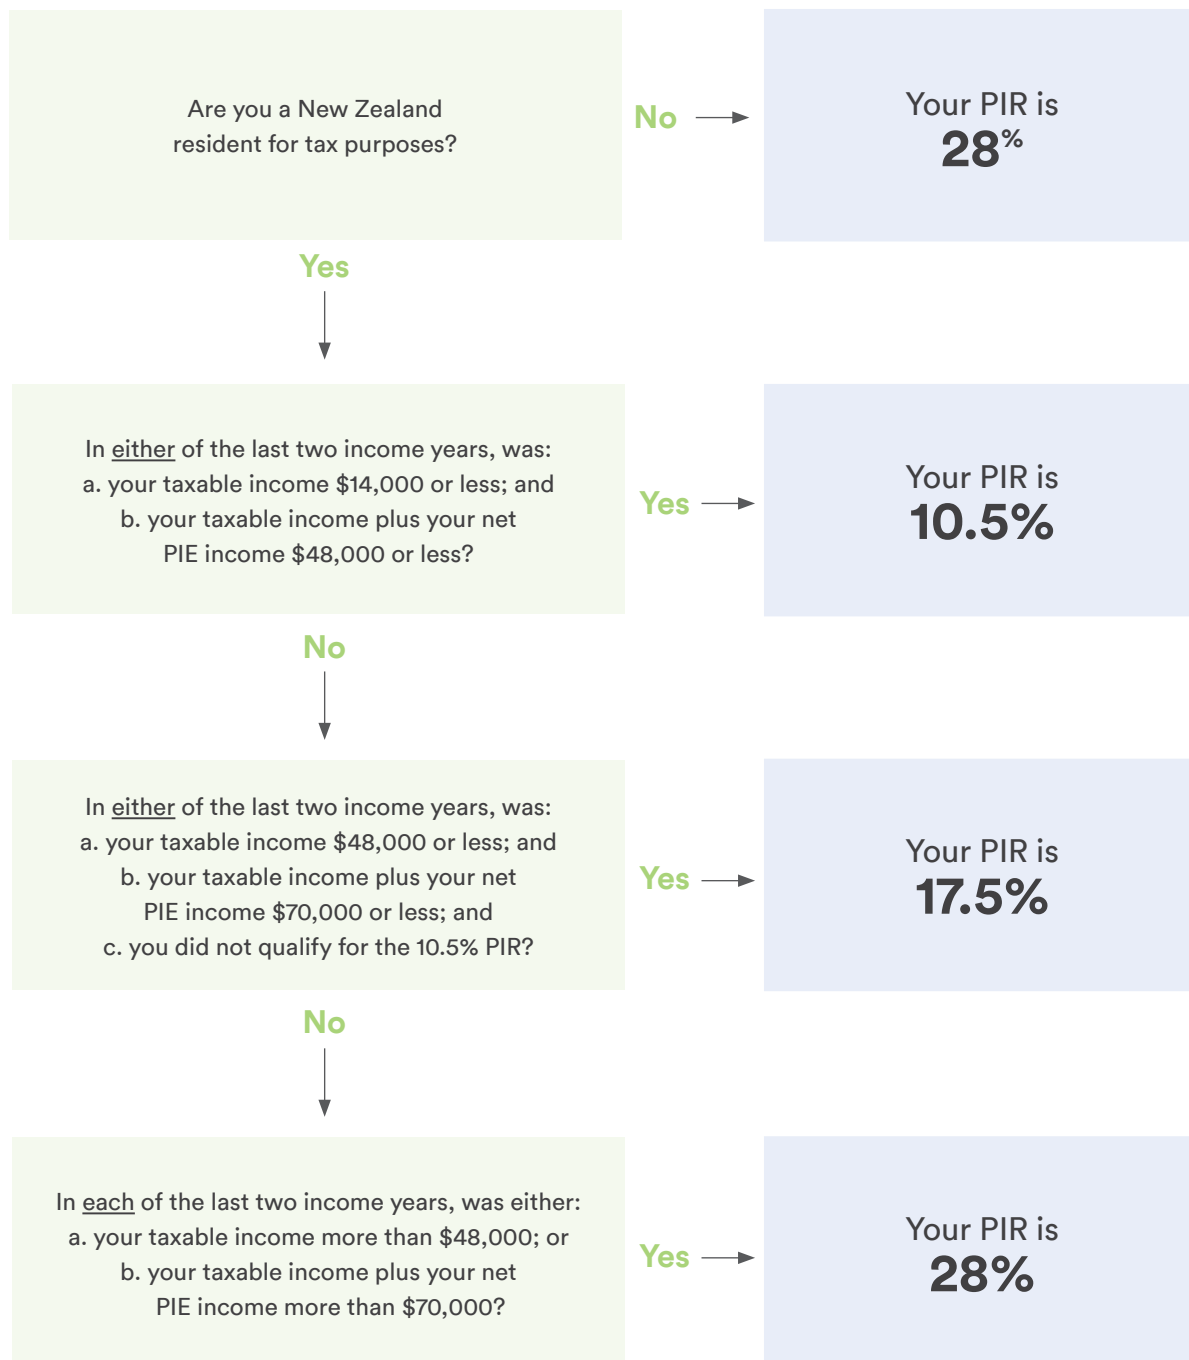 Are you a New Zealand
resident for tax purposes?
No
Your PIR is
28%
Yes
In either of the last two income years, was:
a. your taxable income $14,000 or less; and
b. your taxable income plus your net
PIE income $48,000 or less?
Yes
Your PIR is
10.5%
No
In either of the last two income years, was:
a. your taxable income $48,000 or less; and
b. your taxable income plus your net
PIE income $70,000 or less; and
c. you did not qualify for the 10.5% PIR?
Yes
Your PIR is
17.5%
No
In each of the last two income years, was either:
a. your taxable income more than $48,000; or
b. your taxable income plus your net
PIE income more than $70,000?
Yes
Your PIR is
28%